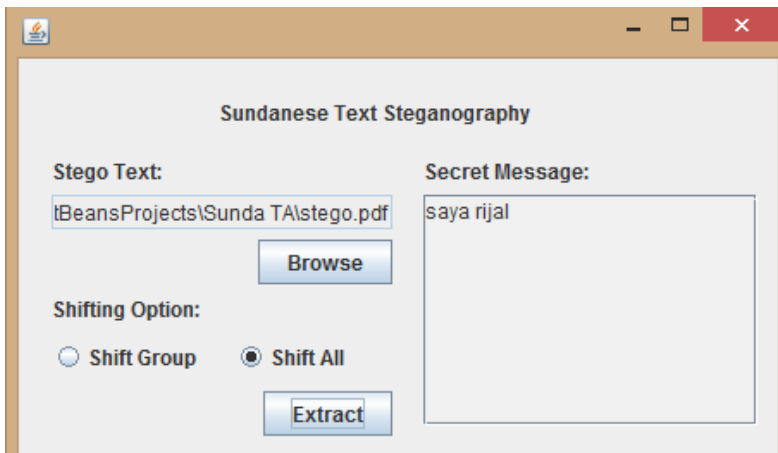 Sundanese Text Steganography
Stego Text:
tBeansProjects\Sunda TA\stego.pdf
Browse
Shifting Option:
Shift Group
Shift All
Extract
Secret Message:
saya rijal